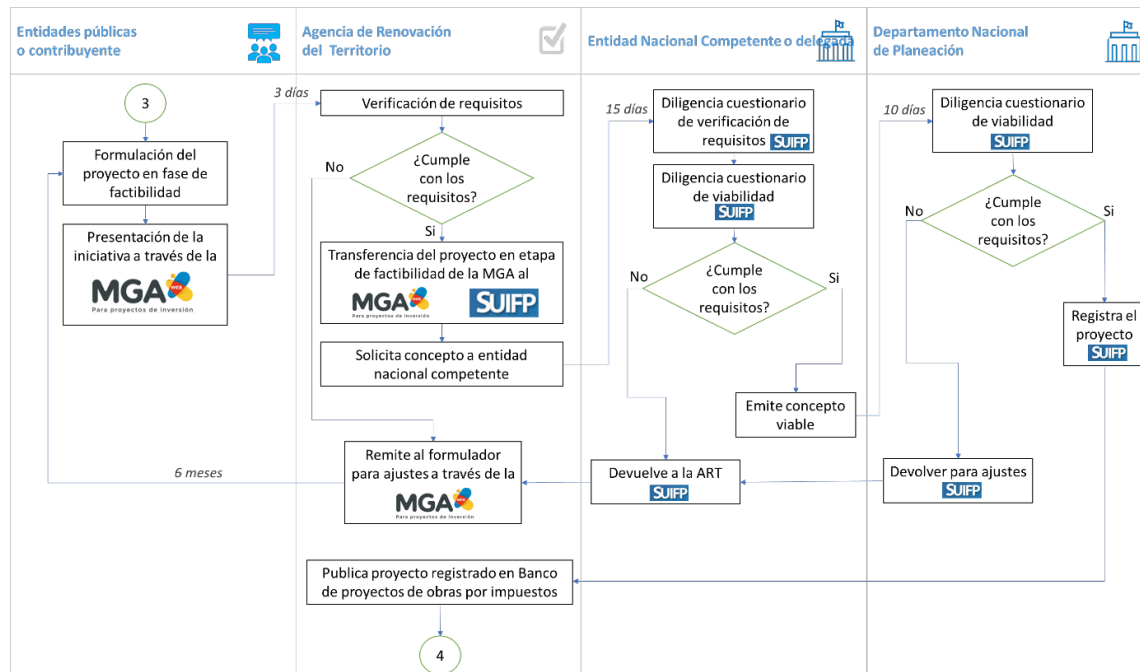 Entidades públicas
o contribuyente
Agencia de Renovación
del Territorio
Entidad Nacional Competente o delegada
Departamento Nacional
de Planeación
3
Formulación del
proyecto en fase de
factibilidad
Presentación de la
iniciativa a través de la
MGA
WEB
Para proyectos de inversión
3 días
Verificación de requisitos
¿Cumple
con los
requisitos?
No
Si
Transferencia del proyecto en etapa
de factibilidad de la MGA al
MGA
WEB
Para proyectos de inversión
SUIFP
Solicita concepto a entidad
nacional competente
Remite al formulador
para ajustes a través de la
MGA
WEB
Para proyectos de inversión
6 meses
Publica proyecto registrado en Banco
de proyectos de obras por impuestos
4
15 días
Diligencia cuestionario
de verificación de
requisitos SUIFP
Diligencia cuestionario
de viabilidad
SUIFP
¿Cumple
con los
requisitos?
No
Si
Emite concepto
viable
Devuelve a la ART
SUIFP
10 días
Diligencia cuestionario
de viabilidad
SUIFP
¿Cumple
con los
requisitos?
No
Si
Registra el
proyecto
SUIFP
Devolver para ajustes
SUIFP